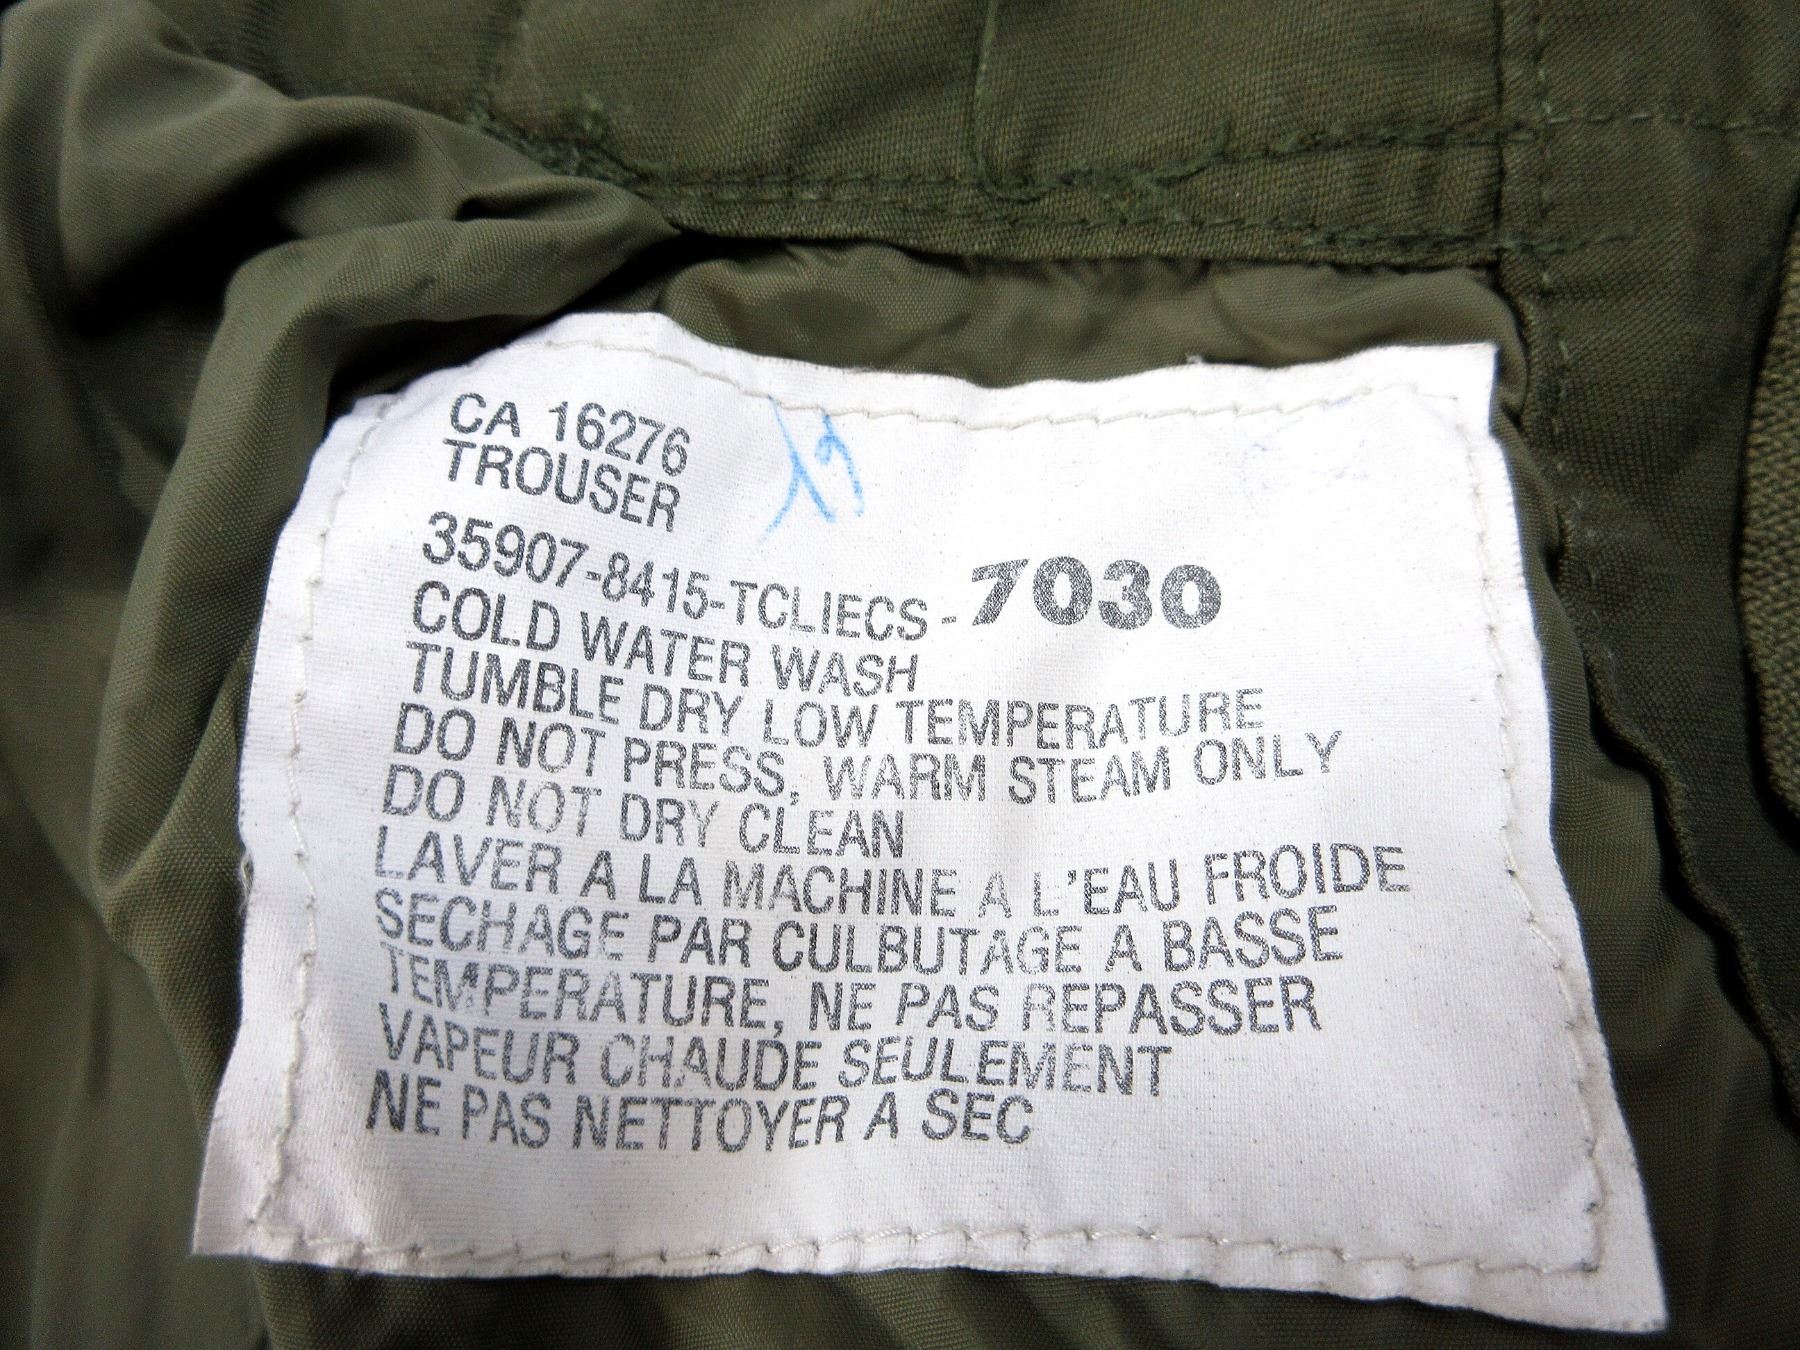 CA 16276
TROUSER
35907-8415-TCLIECS-7030
COLD WATER WASH
TUMBLE DRY LOW TEMPERATURE
DO NOT PRESS, WARM STEAM ONLY
DO NOT DRY CLEAN
LAVER A LA MACHINE A L'EAU FROIDE
SECHAGE PAR CULBUTAGE A BASSE
TEMPERATURE, NE PAS REPASSER
VAPEUR CHAUDE SEULEMENT
NE PAS NETTOYER A SEC